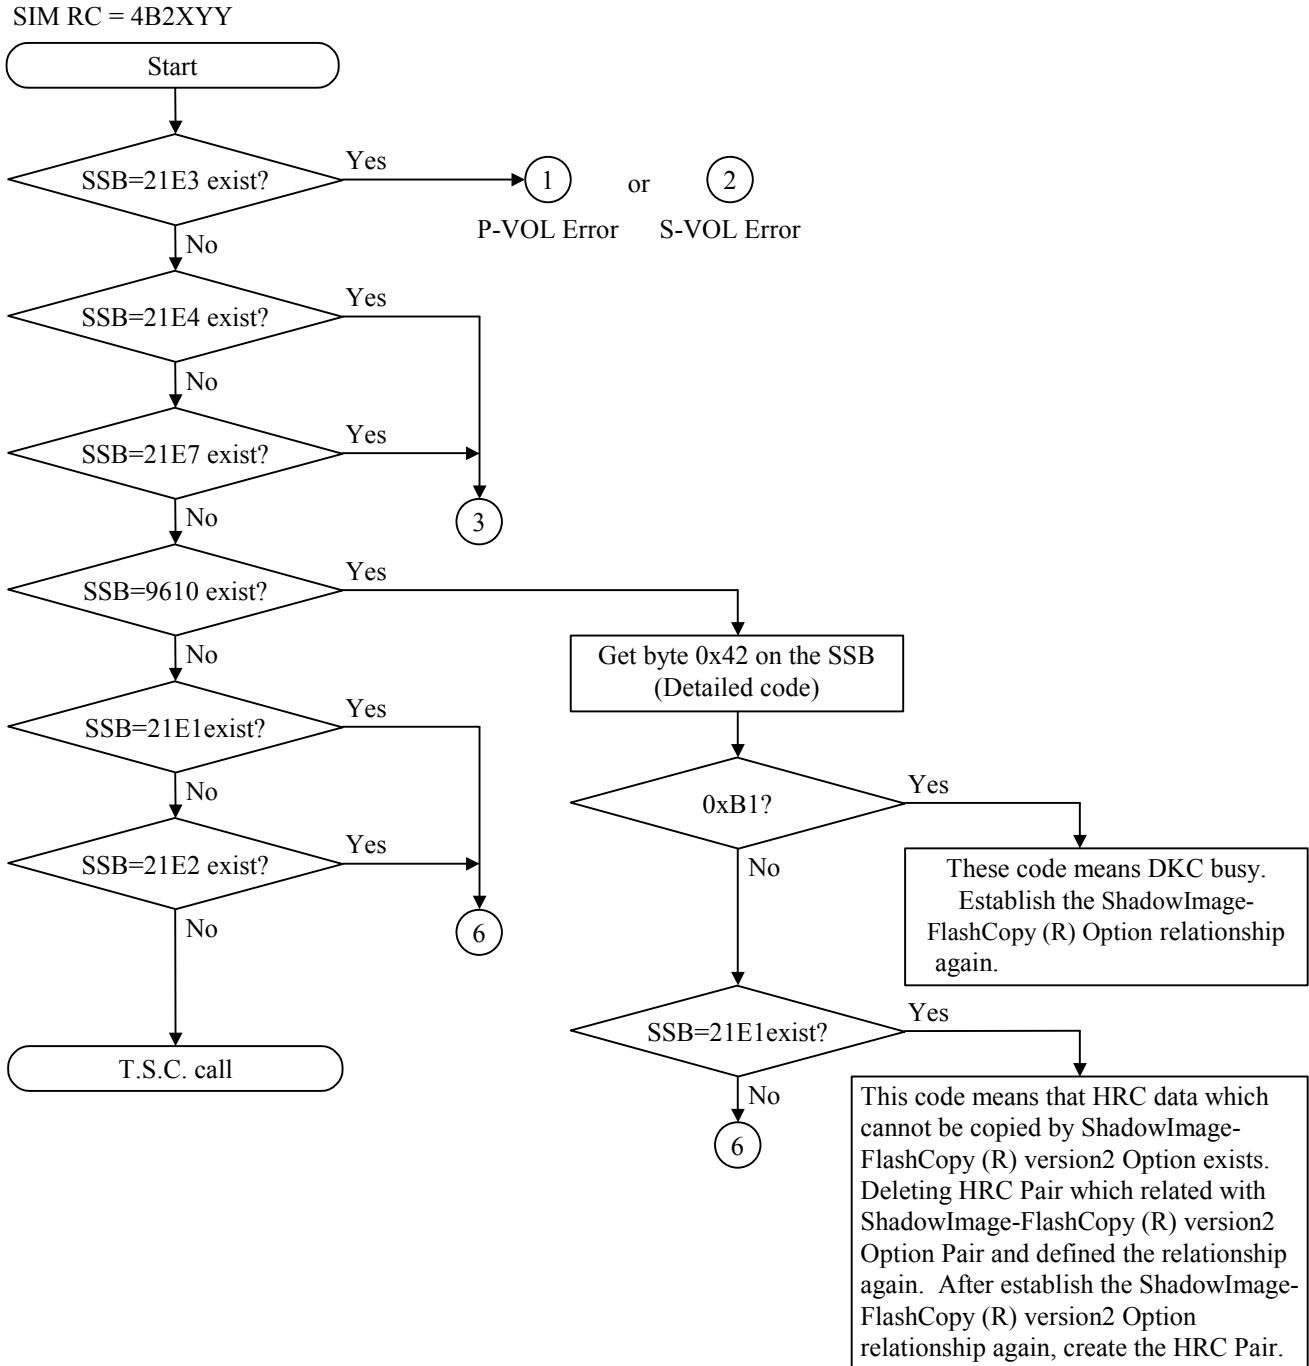 SIM RC = 4B2XYY
Start
SSB=21E3 exist?
Yes
1
or
2
P-VOL Error
S-VOL Error
No
SSB=21E4 exist?
Yes
No
SSB=21E7 exist?
Yes
3
No
SSB=9610 exist?
Yes
Get byte 0x42 on the SSB
(Detailed code)
No
SSB=21E1exist?
Yes
0xB1?
Yes
No
SSB=21E2 exist?
Yes
No
These code means DKC busy.
Establish the ShadowImage-
FlashCopy (R) Option relationship
again.
No
6
SSB=21E1exist?
Yes
T.S.C. call
No
6
This code means that HRC data which
cannot be copied by ShadowImage-
FlashCopy (R) version2 Option exists.
Deleting HRC Pair which related with
ShadowImage-FlashCopy (R) version2
Option Pair and defined the relationship
again.  After establish the ShadowImage-
FlashCopy (R) version2 Option
relationship again, create the HRC Pair.